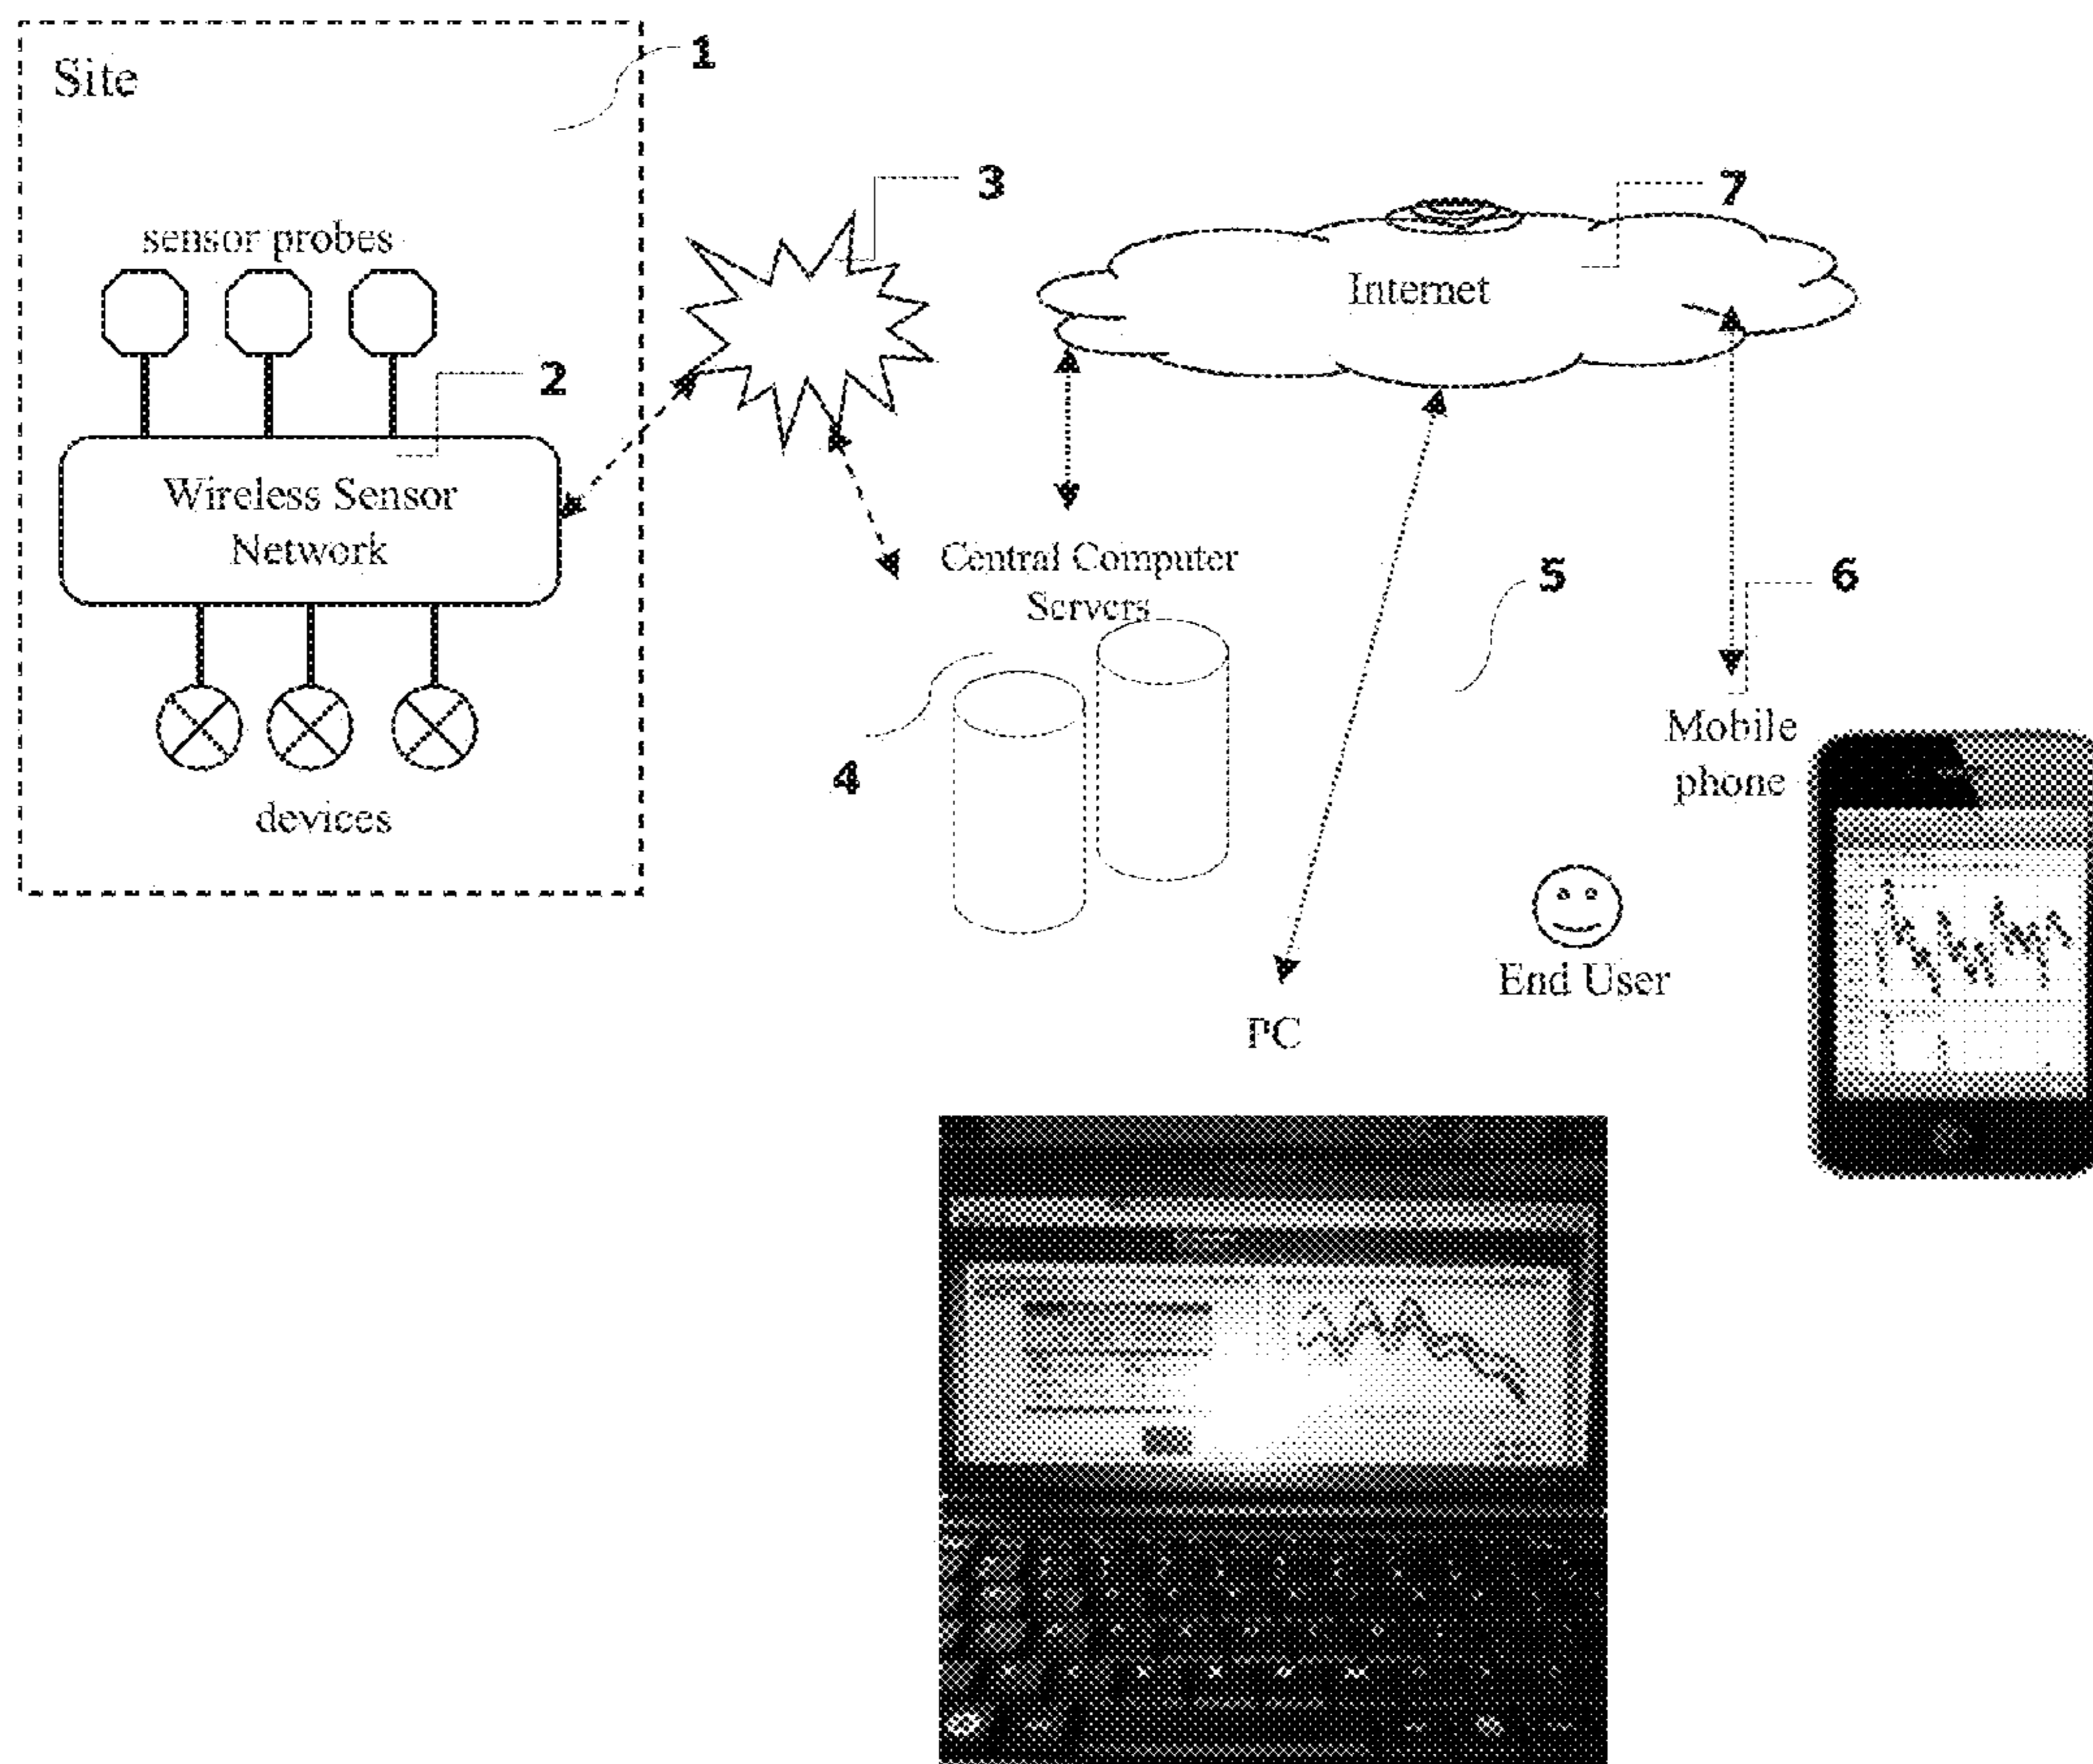 Site
1
sensor probes
2
Wireless Sensor
Network
devices
3
7
Internet
Central Computer
Servers
4
5
6
Mobile
phone
End User
PC